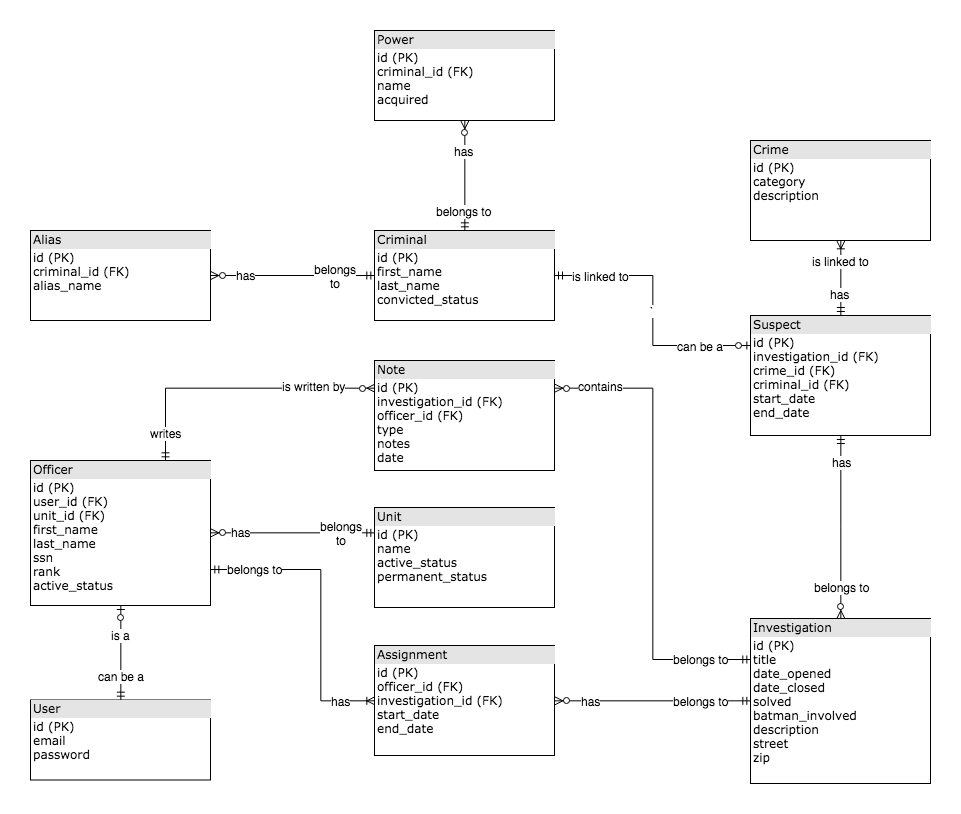 Power
id (PK)
criminal_id (FK)
name
acquired
has
belongs to
Crime
id (PK)
category
description
is linked to
has
Alias
id (PK)
criminal_id (FK)
alias_name
has
belongs
to
Criminal
id (PK)
first_name
last_name
convicted_status
is linked to
can be a
Suspect
id (PK)
investigation_id (FK)
crime_id (FK)
criminal_id (FK)
start_date
end_date
has
belongs to
is written by
writes
Note
id (PK)
investigation_id (FK)
officer_id (FK)
type
notes
date
contains
belongs to
Officer
id (PK)
user_id (FK)
unit_id (FK)
first_name
last_name
ssn
rank
active_status
has
belongs
to
Unit
id (PK)
name
active_status
permanent_status
belongs to
has
is a
can be a
User
id (PK)
email
password
Assignment
id (PK)
officer_id (FK)
investigation_id (FK)
start_date
end_date
has
belongs to
Investigation
id (PK)
title
date_opened
date_closed
solved
batman_involved
description
street
zip